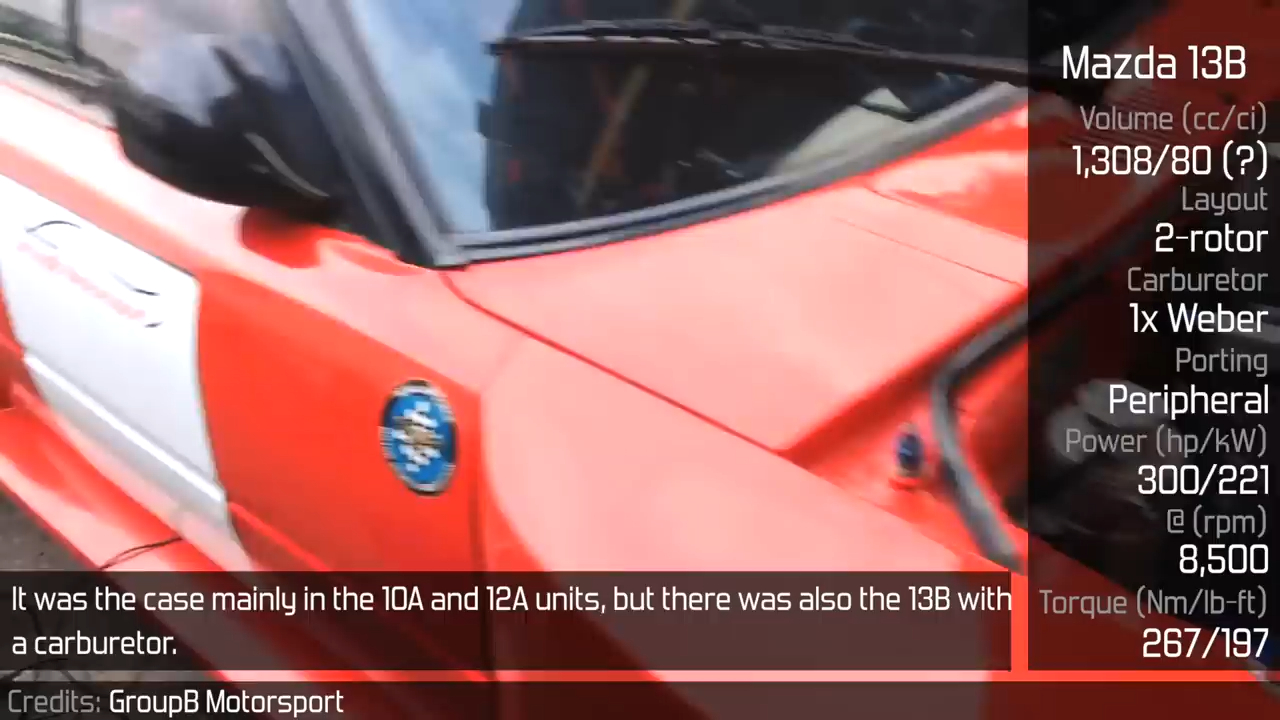 Mazda 13B
Volume (cc/ci)
1,308/80 (?)
Layout
2-rotor
Carburetor
1x Weber
Porting
Peripheral
Power (hp/kW)
300/221
@ (rpm)
8,500
Torque (Nm/lb-ft)
267/197
It was the case mainly in the 10A and 12A units, but there was also the 13B with
a carburetor.
Credits: GroupB Motorsport